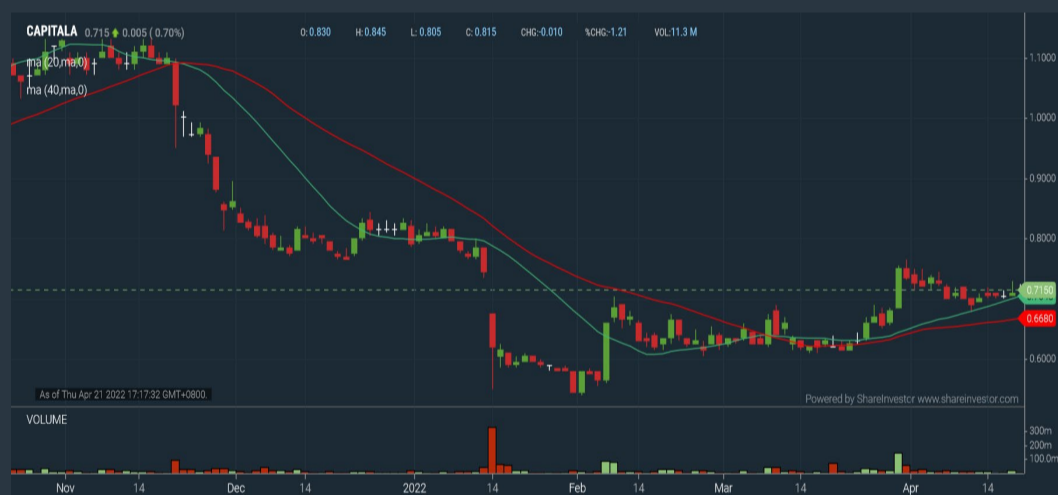 CAPITALA 0.715 0.005 ( 0.70%) O:0.830 H:0.845 L: 0.805 C: 0.815 CHG:-0.010 %CHG:-1.21 VOL:11.3 M
ma (20,ma,0)
ma (40,ma,0)
1.1000
1.0000
0.9000
0.8000
0.7150
0.6680
0.6000
As of Thu Apr 21 2022 17:17:32 GMT+0800.
Powered by ShareInvestor www.shareinvestor.com
VOLUME
300m
200m
100.0m
Nov 14 Dec 14 2022 14 Feb 14 Mar 14 Apr 14